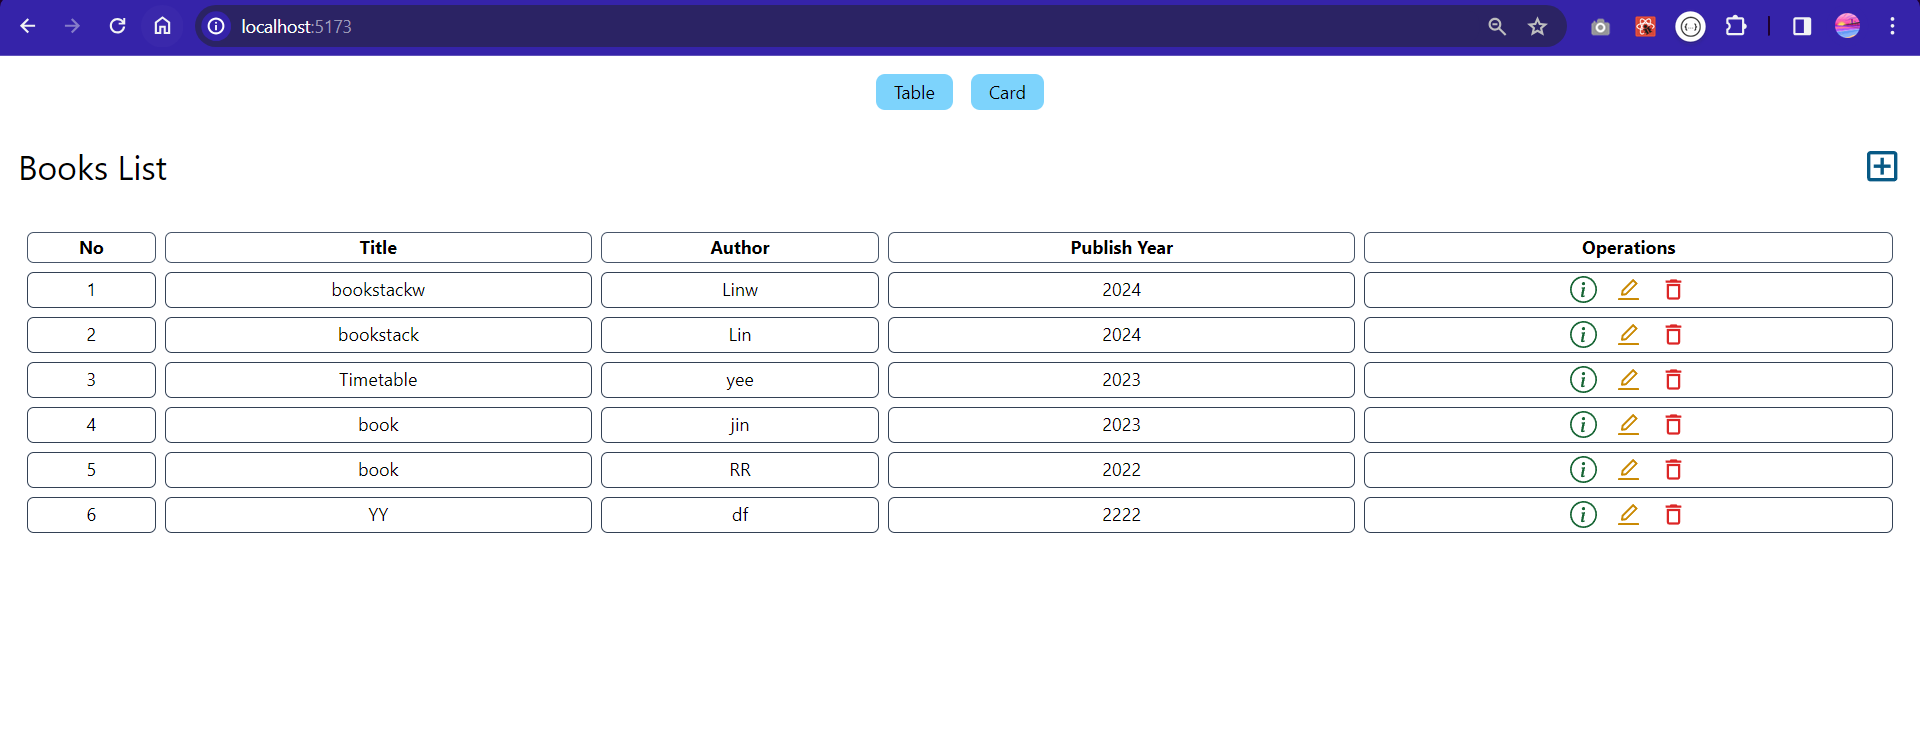 localhost:5173
Table Card
Books List
No Title Author Publish Year Operations
1 bookstackw Linw 2024
2 bookstack Lin 2024
3 Timetable yee 2023
4 book jin 2023
5 book RR 2022
6 YY df 2222